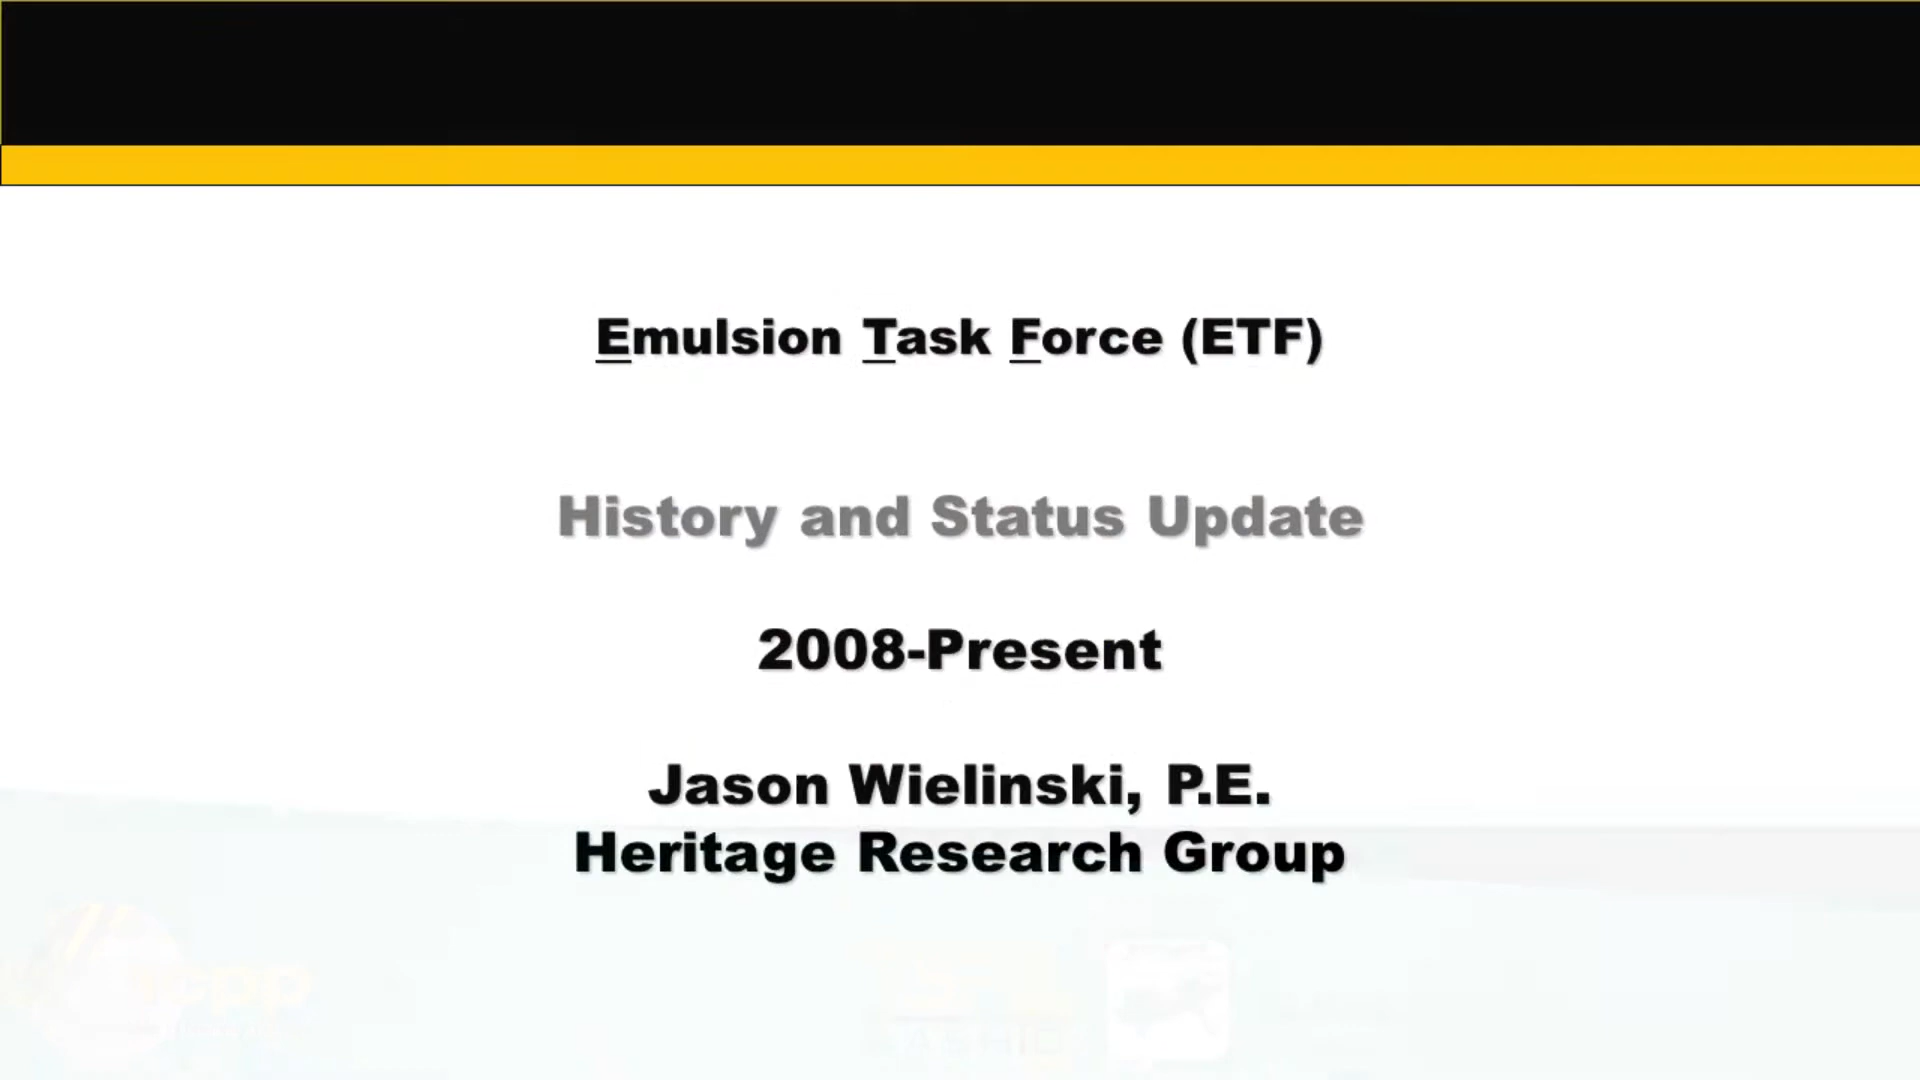 Emulsion Task Force (ETF)
History and Status Update
2008-Present
Jason Wielinski, P.E.
Heritage Research Group